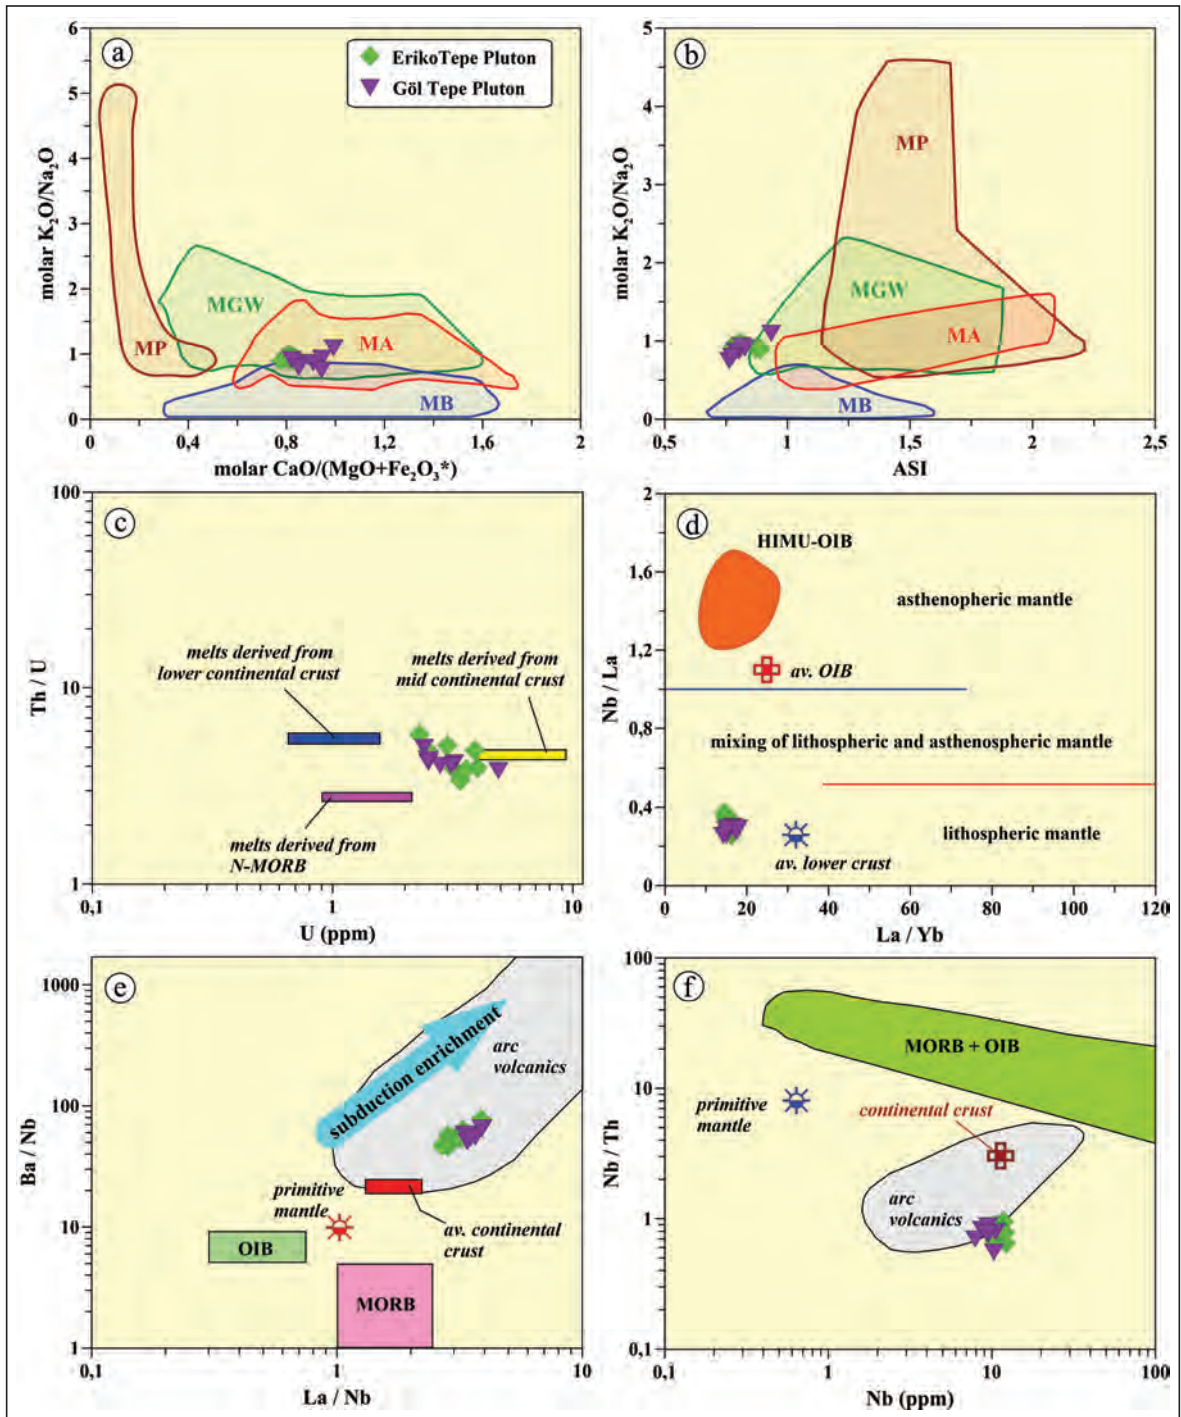 a
ErikoTepe Pluton
Göl Tepe Pluton
molar K₂O/Na₂O
6
5
4
3
2
1
0
MP
MGW
MA
MB
0
0,4
0,8
1,2
1,6
2
molar CaO/(MgO+Fe₂O₃*)
b
molar K₂O/Na₂O
5
4
3
2
1
0
MP
MGW
MA
MB
0,5
1
1,5
2
2,5
ASI
c
Th / U
100
10
1
melts derived from
lower continental crust
melts derived from
mid continental crust
melts derived from
N-MORB
0,1
1
10
U (ppm)
d
Nb / La
2
1,6
1,2
0,8
0,4
0
HIMU-OIB
asthenopheric mantle
av. OIB
mixing of lithospheric and asthenospheric mantle
lithospheric mantle
av. lower crust
0
20
40
60
80
100
120
La / Yb
e
Ba / Nb
1000
100
10
1
subduction enrichment
arc
volcanics
primitive
mantle
av. continental
crust
OIB
MORB
0,1
1
10
La / Nb
f
Nb/Th
100
10
1
0,1
MORB + OIB
primitive
mantle
continental crust
arc
volcanics
0,1
1
10
100
Nb (ppm)